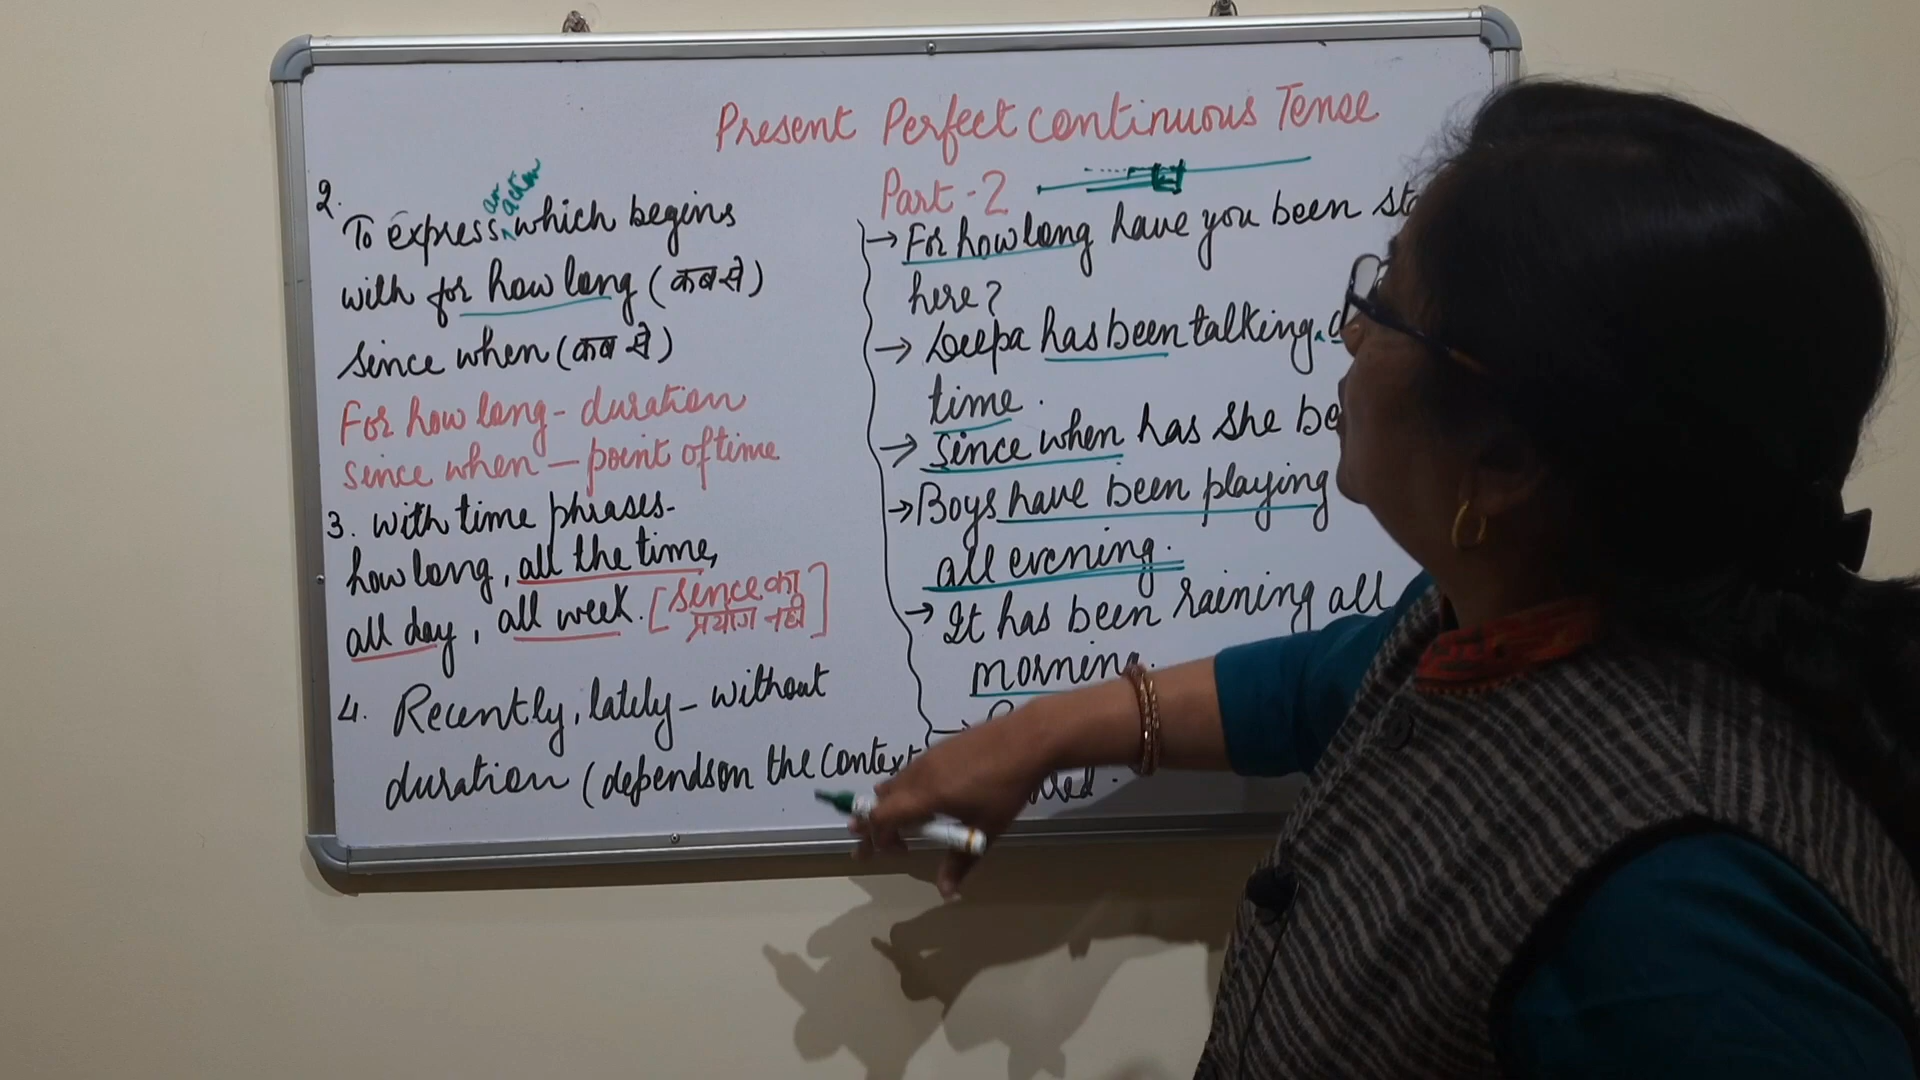 Present Perfect Continuous Tense
Part-2
2.
an action
To express which begins
with for how long (कब से)
since when (कब से)
For how long - duration
since when - point of time
3. with time phrases-
how long, all the time,
all day, all week. [since का
प्रयोग नहीं]
4. Recently, lately - without
duration (depends on the context
→ For how long have you been
here?
→ Deepa has been talking
time.
→ Since when has she
→ Boys have been playing
all evening.
→ It has been raining all
morning.
→